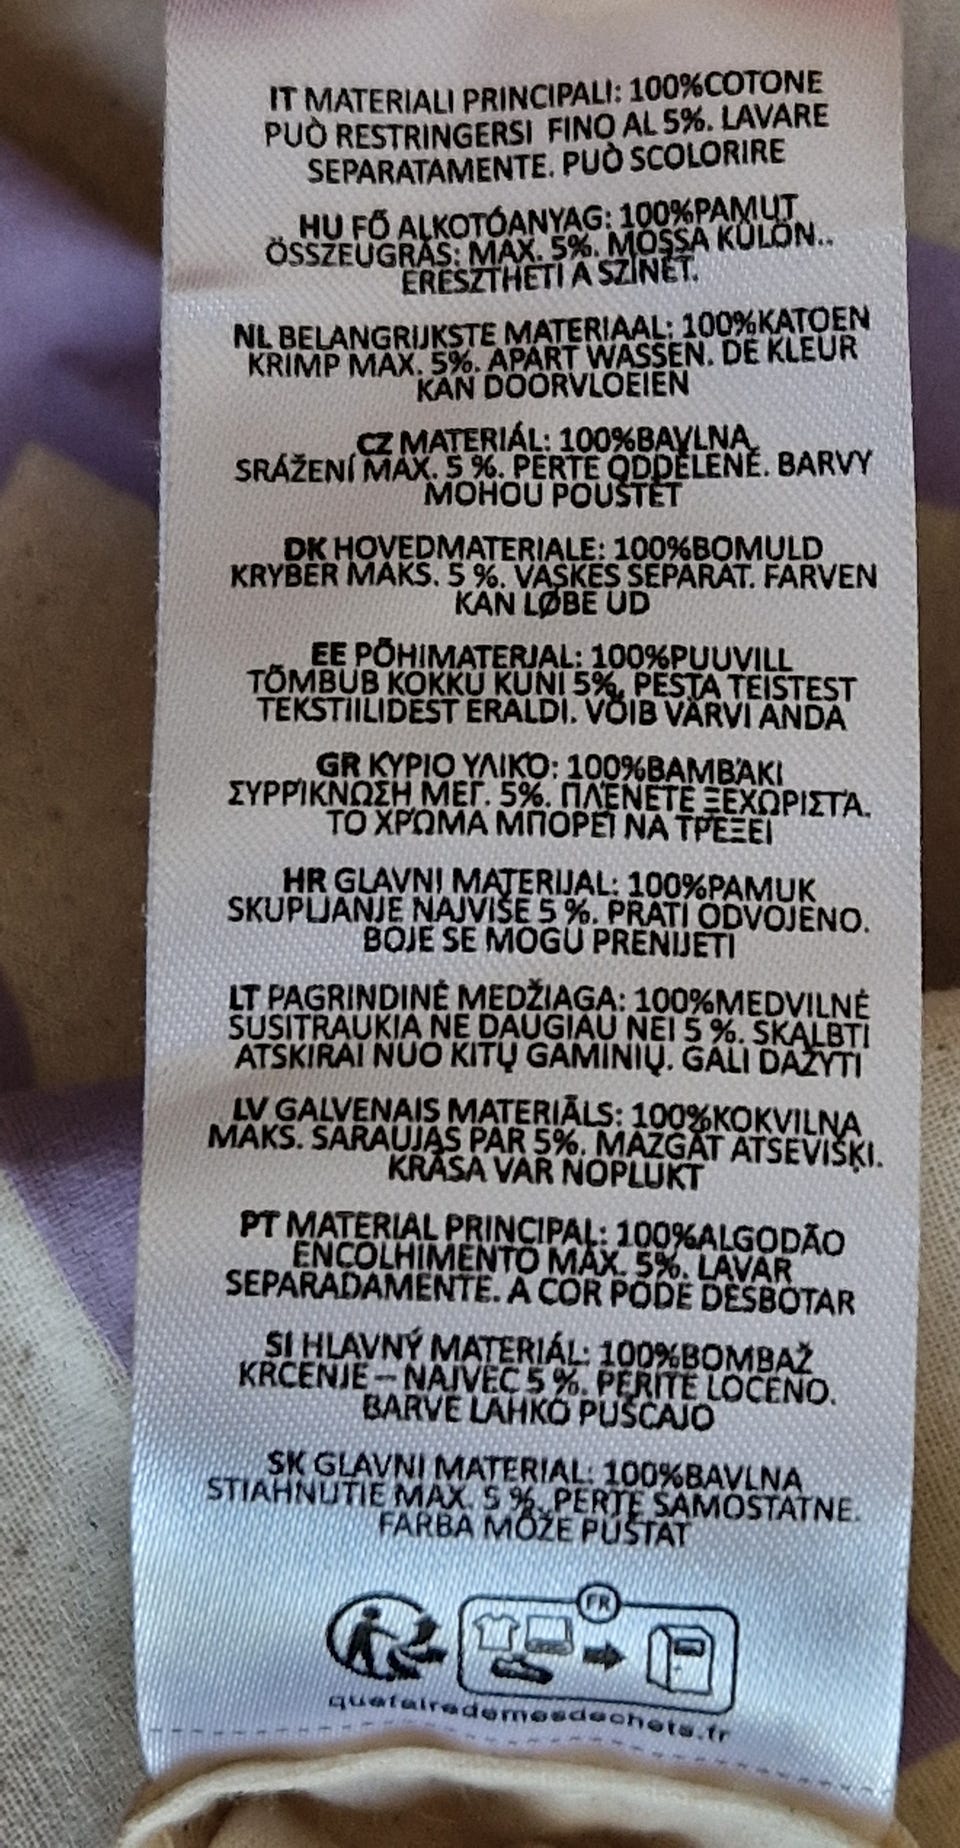 IT MATERIALI PRINCIPALI: 100%COTONE
PUÒ RESTRINGERSI FINO AL 5%. LAVARE
SEPARATAMENTE. PUÒ SCOLORIRE
HU FŐ ALKOTÓANYAG: 100%PAMUT
ÖSSZEUGRÁS: MAX. 5%. MOSSA KÜLÖN..
ERESZTHETI A SZÍNÉT.
NL BELANGRIJKSTE MATERIAAL: 100%KATOEN
KRIMP MAX. 5%. APART WASSEN. DE KLEUR
KAN DOORVLOEIEN
CZ MATERIÁL: 100%BAVLNA
SRÁŽENÍ MAX. 5 %. PERTE ODDĚLENĚ. BARVY
MOHOU POUŠTĚT
DK HOVEDMATERIALE: 100%BOMULD
KRYBER MAKS. 5 %. VASKES SEPARAT. FARVEN
KAN LØBE UD
EE PÕHIMATERJAL: 100%PUUVILL
TÕMBUB KOKKU KUNI 5%, PESTA TEISTEST
TEKSTIILIDEST ERALDI. VÕIB VÄRVI ANDA
GR ΚΥΡΙΟ ΥΛΙΚΌ: 100%ΒΑΜΒΆΚΙ
ΣΥΡΡΊΚΝΩΣΗ ΜΕΓ. 5%. ΠΛΈΝΕΤΕ ΞΕΧΩΡΙΣΤΆ.
ΤΟ ΧΡΏΜΑ ΜΠΟΡΕΊ ΝΑ ΤΡΈΞΕΙ
HR GLAVNI MATERIJAL: 100%PAMUK
SKUPLJANJE NAJVIŠE 5 %. PRATI ODVOJENO.
BOJE SE MOGU PRENIJETI
LT PAGRINDINĖ MEDŽIAGA: 100%MEDVILNĖ
SUSITRAUKIA NE DAUGIAU NEI 5 %. SKALBTI
ATSKIRAI NUO KITŲ GAMINIŲ. GALI DAŽYTI
LV GALVENAIS MATERIĀLS: 100%KOKVILNA
MAKS. SARAUJAS PAR 5%. MAZGĀT ATSEVIŠĶI.
KRĀSA VAR NOPLUKT
PT MATERIAL PRINCIPAL: 100%ALGODÃO
ENCOLHIMENTO MÁX. 5%. LAVAR
SEPARADAMENTE. A COR PODE DESBOTAR
SI HLAVNÝ MATERIÁL: 100%BOMBAŽ
KRČENJE – NAJVEČ 5 %. PERITE LOČENO.
BARVE LAHKO PUŠČAJO
SK GLAVNI MATERIAL: 100%BAVLNA
STIAHNUTIE MAX. 5 %. PERTE SAMOSTATNE.
FARBA MÔŽE PÚŠŤAŤ
FR
quefairedemesdechets.fr